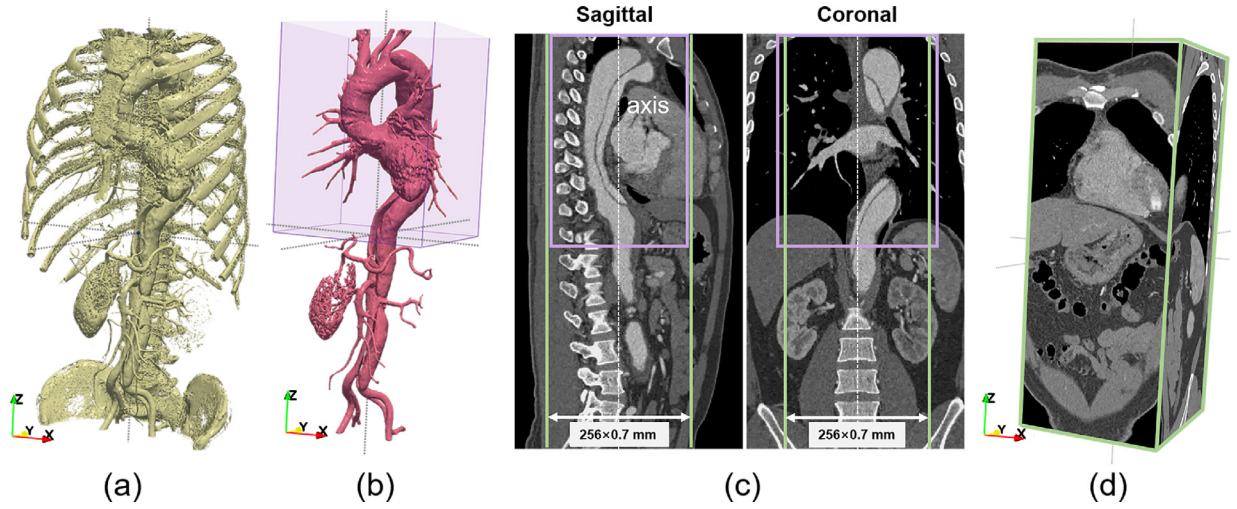 Sagittal
Coronal
axis
256×0.7 mm
256×0.7 mm
Z
Y
X
Z
Y
X
Z
Y
X
(a)
(b)
(c)
(d)